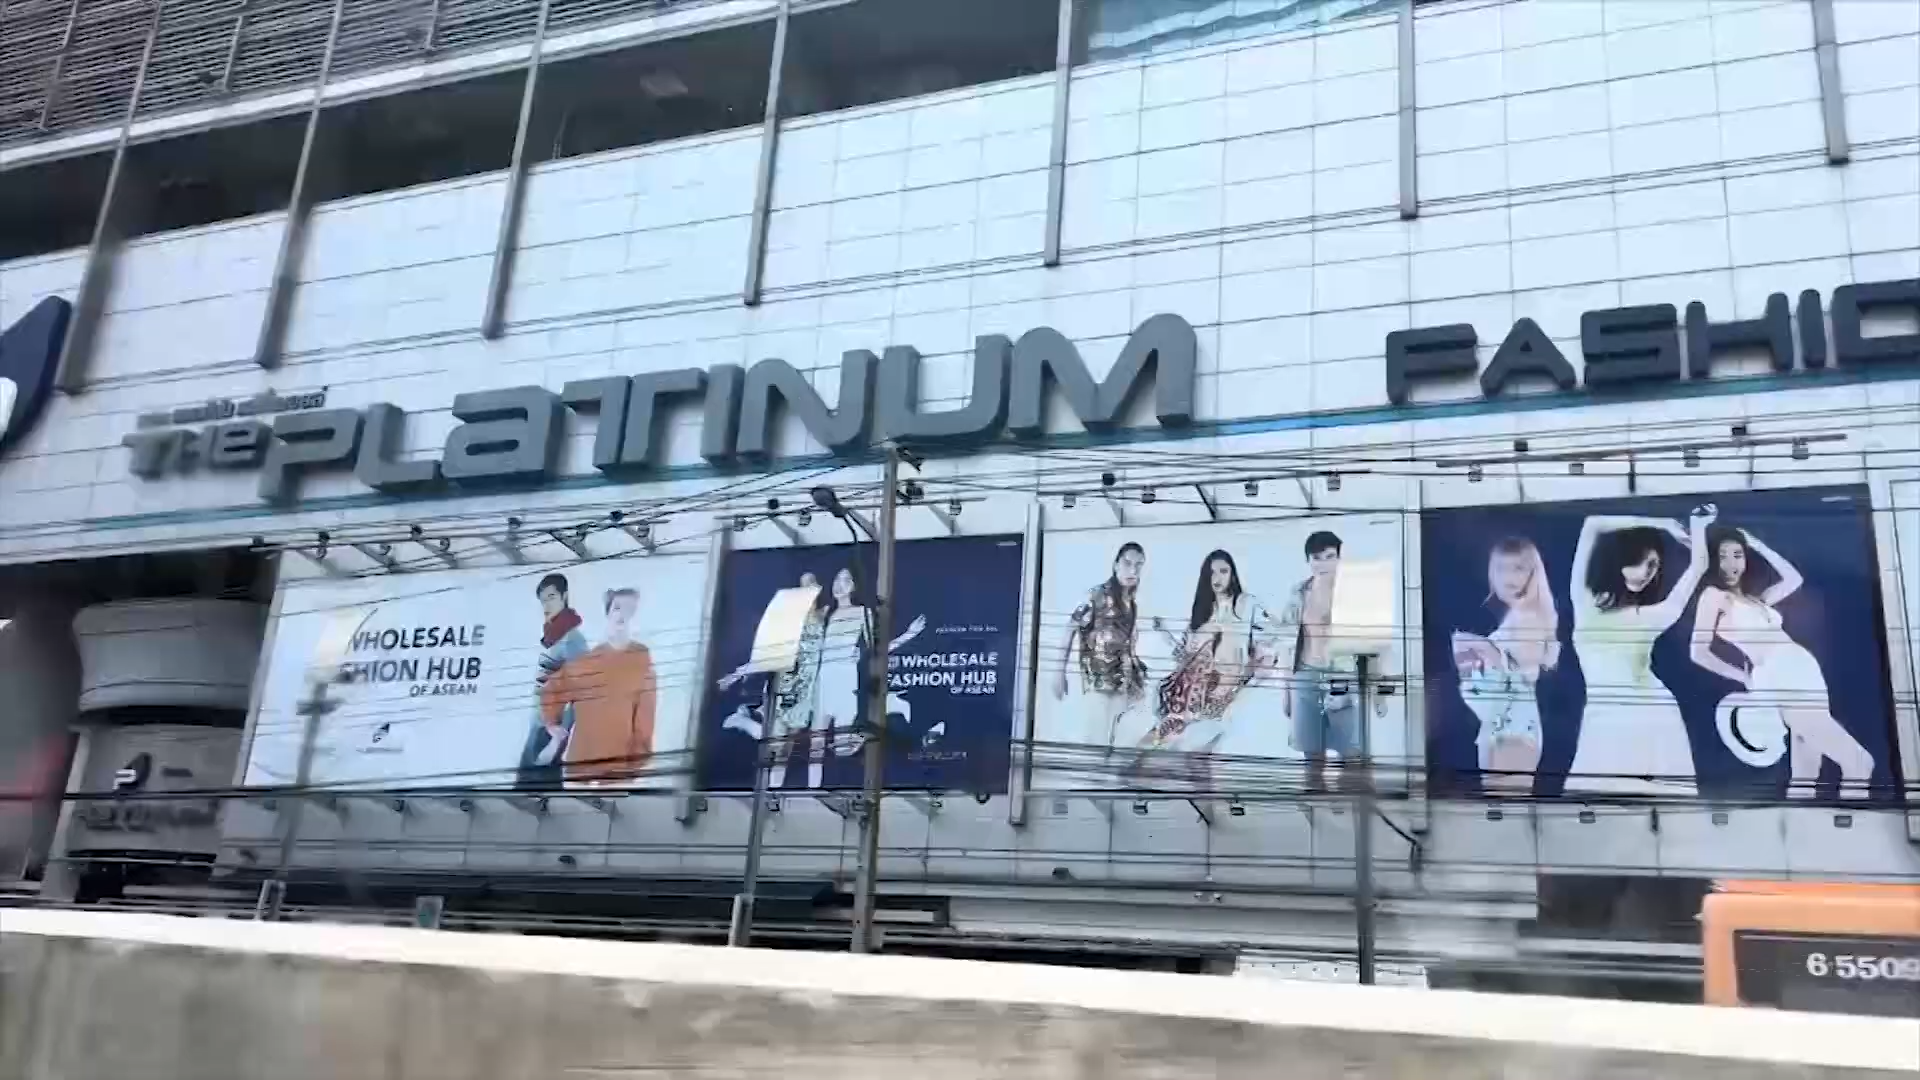 THE PLATINUM FASHIO
WHOLESALE
SHION HUB
OF ASEAN
WHOLESALE
FASHION HUB
OF ASEAN
6 5509